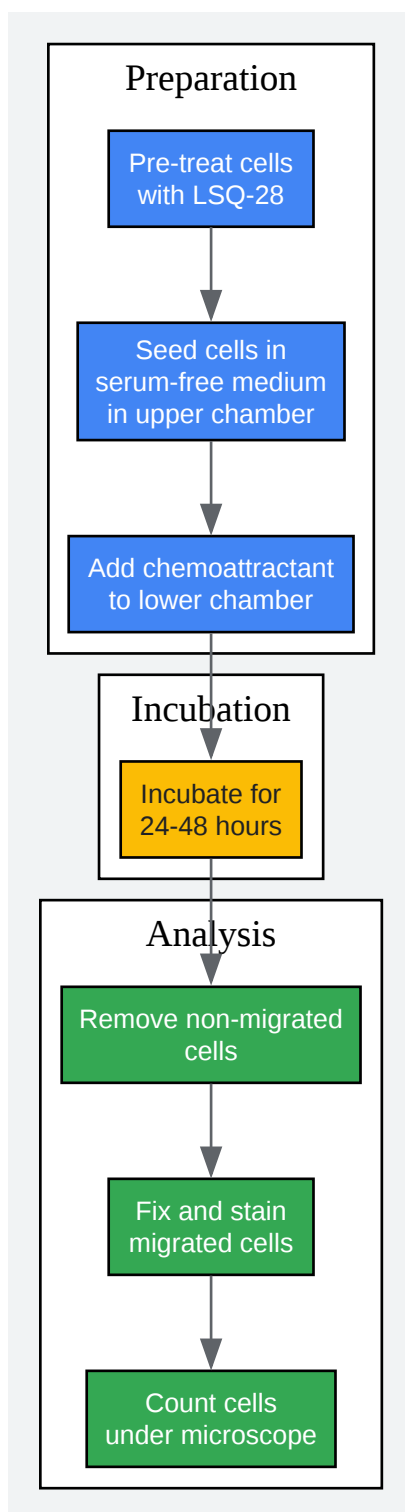 Preparation
Pre-treat cells
with LSQ-28
Seed cells in
serum-free medium
in upper chamber
Add chemoattractant
to lower chamber
Incubation
Incubate for
24-48 hours
Analysis
Remove non-migrated
cells
Fix and stain
migrated cells
Count cells
under microscope